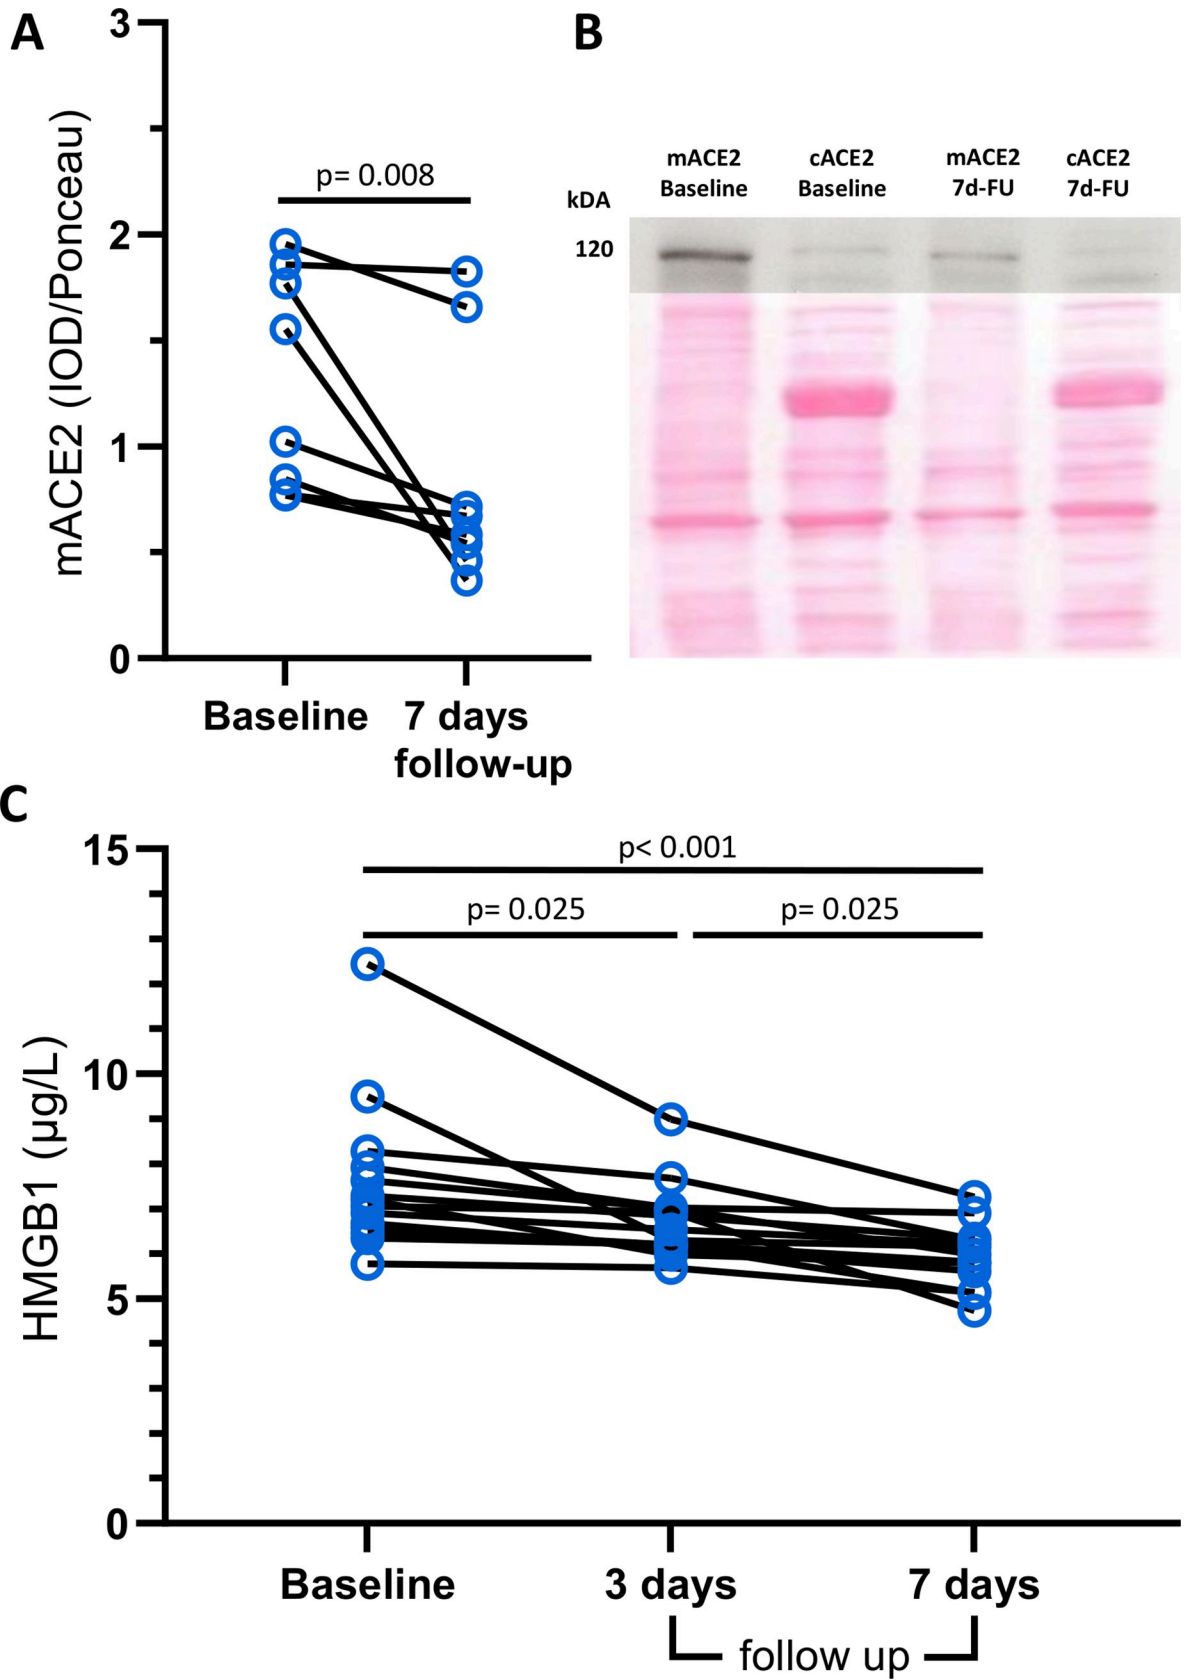 A
3
2
1
0
mACE2 (IOD/Ponceau)
p= 0.008
Baseline
7 days
follow-up
B
mACE2
Baseline
cACE2
Baseline
mACE2
7d-FU
cACE2
7d-FU
kDA
120
C
15
10
5
0
HMGB1 (µg/L)
p< 0.001
p= 0.025
p= 0.025
Baseline
3 days
7 days
follow up